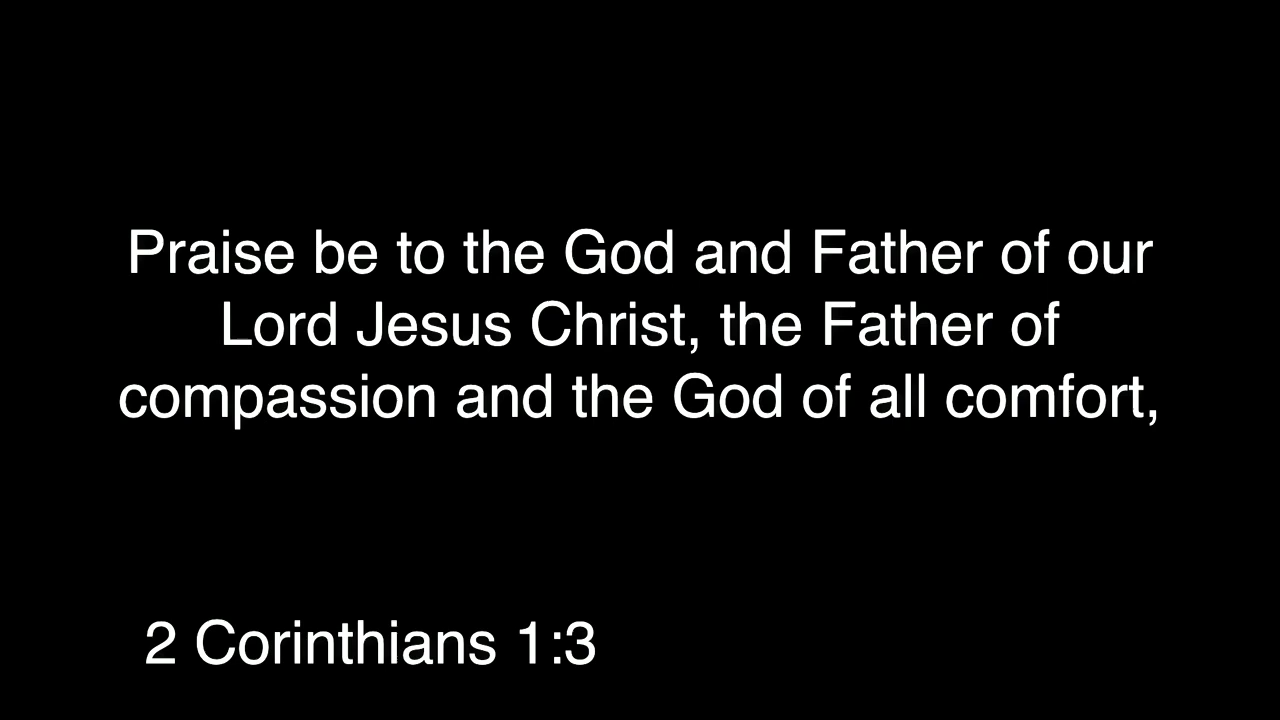 Praise be to the God and Father of our
Lord Jesus Christ, the Father of
compassion and the God of all comfort,
2 Corinthians 1:3